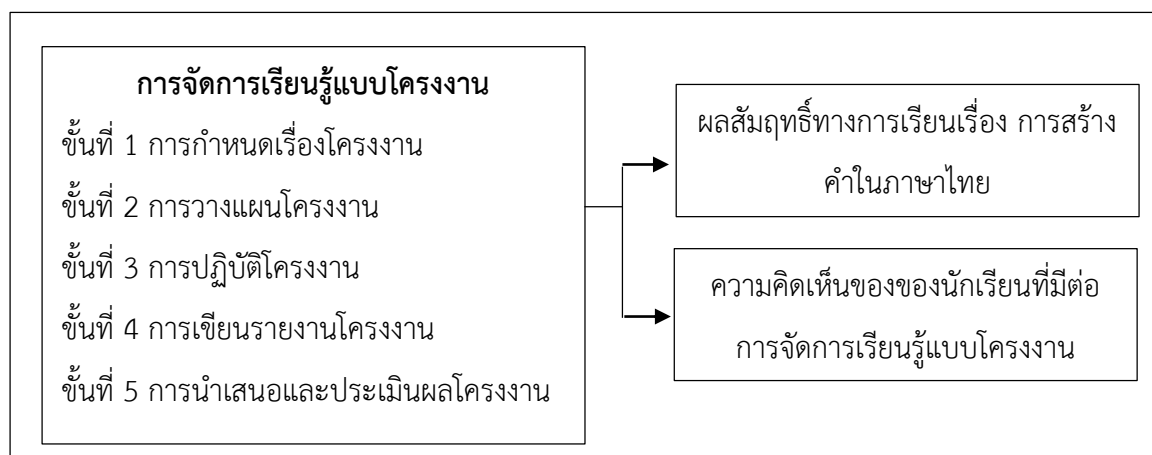 การจัดการเรียนรู้แบบโครงงาน
ขั้นที่ 1 การกำหนดเรื่องโครงงาน
ขั้นที่ 2 การวางแผนโครงงาน
ขั้นที่ 3 การปฏิบัติโครงงาน
ขั้นที่ 4 การเขียนรายงานโครงงาน
ขั้นที่ 5 การนำเสนอและประเมินผลโครงงาน
ผลสัมฤทธิ์ทางการเรียนเรื่อง การสร้าง
คำในภาษาไทย
ความคิดเห็นของของนักเรียนที่มีต่อ
การจัดการเรียนรู้แบบโครงงาน